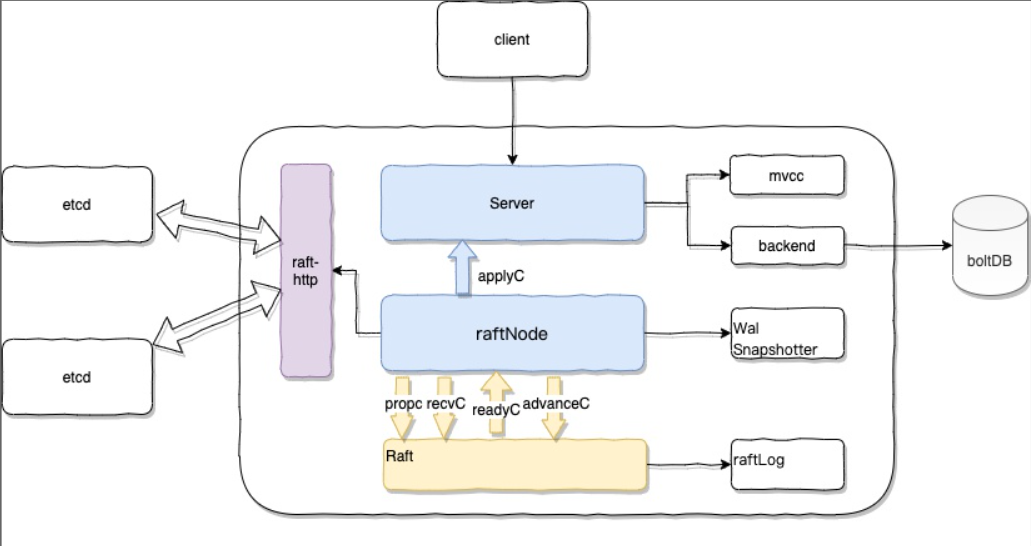 client
etcd
raft-
http
Server
mvcc
backend
boltDB
applyC
raftNode
Wal
Snapshotter
etcd
propc
recvC
readyC
advanceC
Raft
raftLog